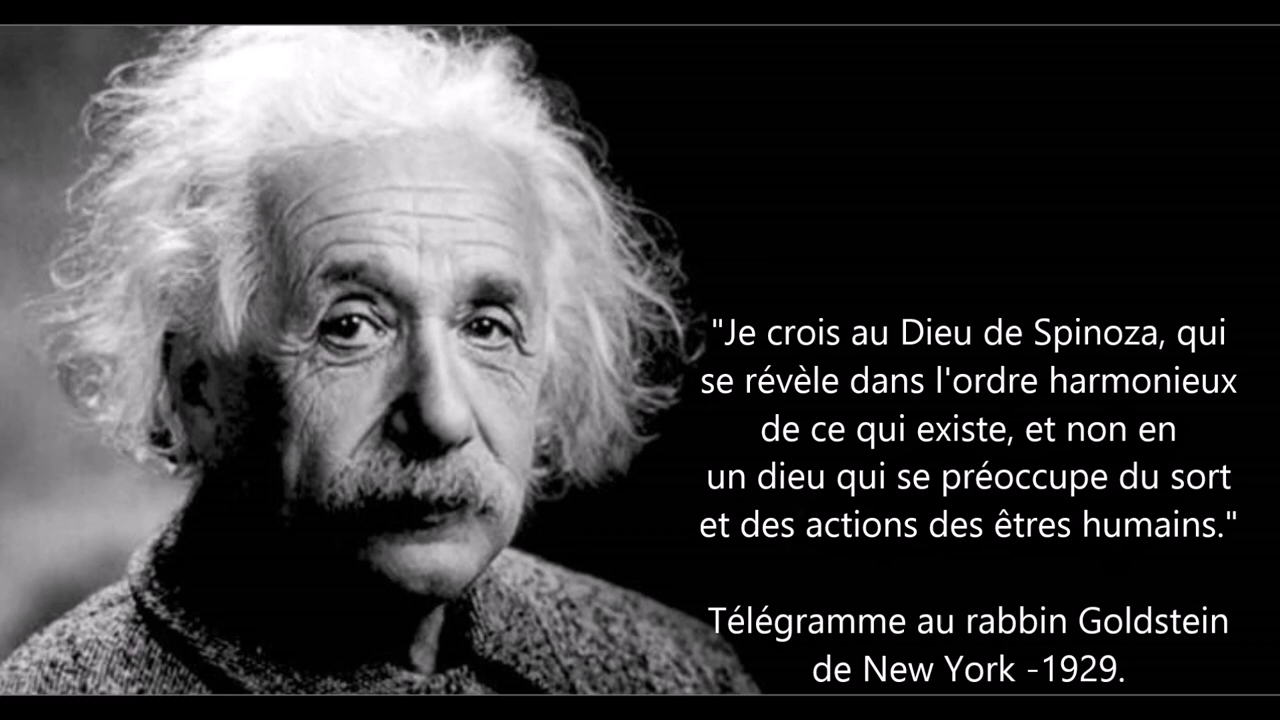 "Je crois au Dieu de Spinoza, qui
se révèle dans l'ordre harmonieux
de ce qui existe, et non en
un dieu qui se préoccupe du sort
et des actions des êtres humains."
Télégramme au rabbin Goldstein
de New York -1929.